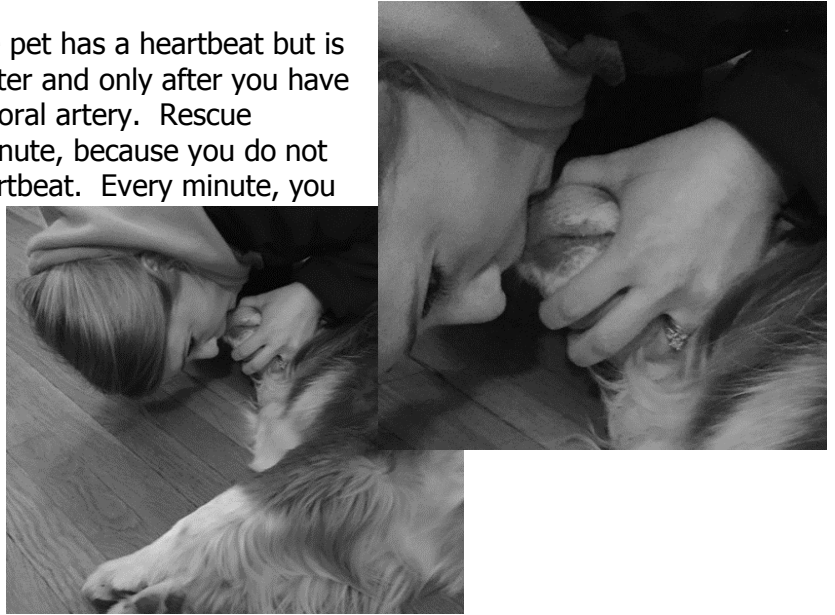 pet has a heartbeat but is
ter and only after you have
oral artery.  Rescue
nute, because you do not
rtbeat.  Every minute, you